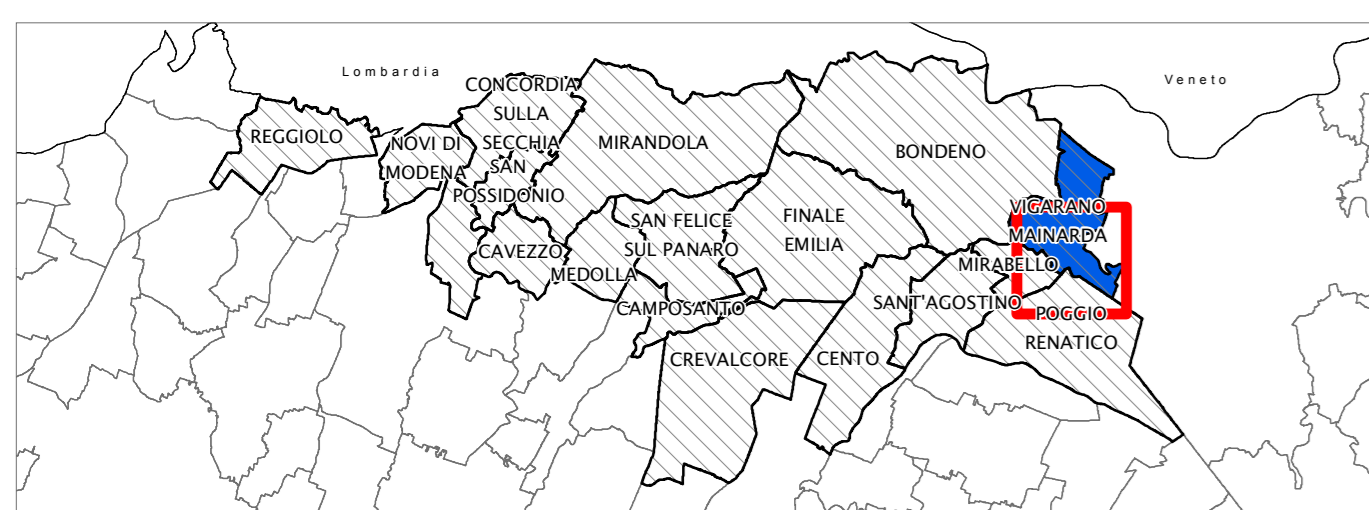 Lombardia
Veneto
CONCORDIA
SULLA
SECCHIA
REGGIOLO
NOVI DI
MODENA
SAN
POSSIDONIO
MIRANDOLA
BONDENO
SAN FELICE
SUL PANARO
FINALE
EMILIA
VIGARANO
MAINARDA
CAVEZZO
MEDOLLA
MIRABELLO
CAMPOSANTO
SANT'AGOSTINO
POGGIO
RENATICO
CREVALCORE
CENTO